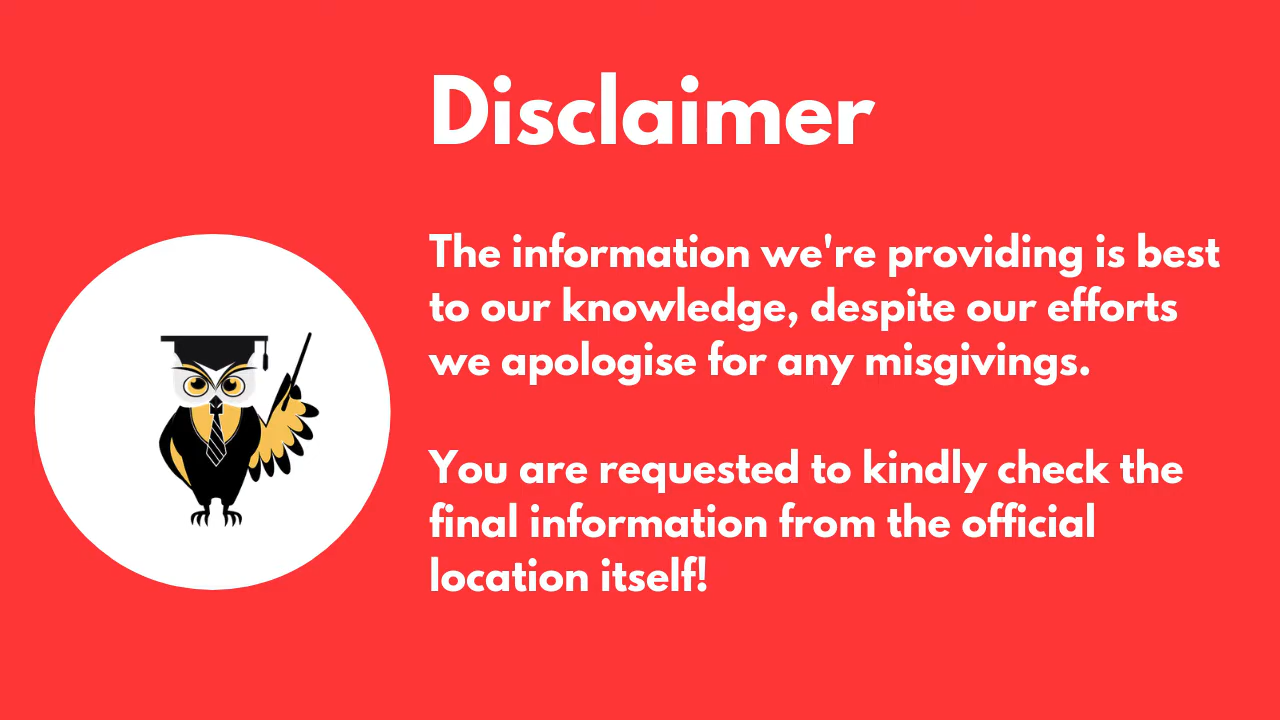 Disclaimer
The information we're providing is best
to our knowledge, despite our efforts
we apologise for any misgivings.
You are requested to kindly check the
final information from the official
location itself!